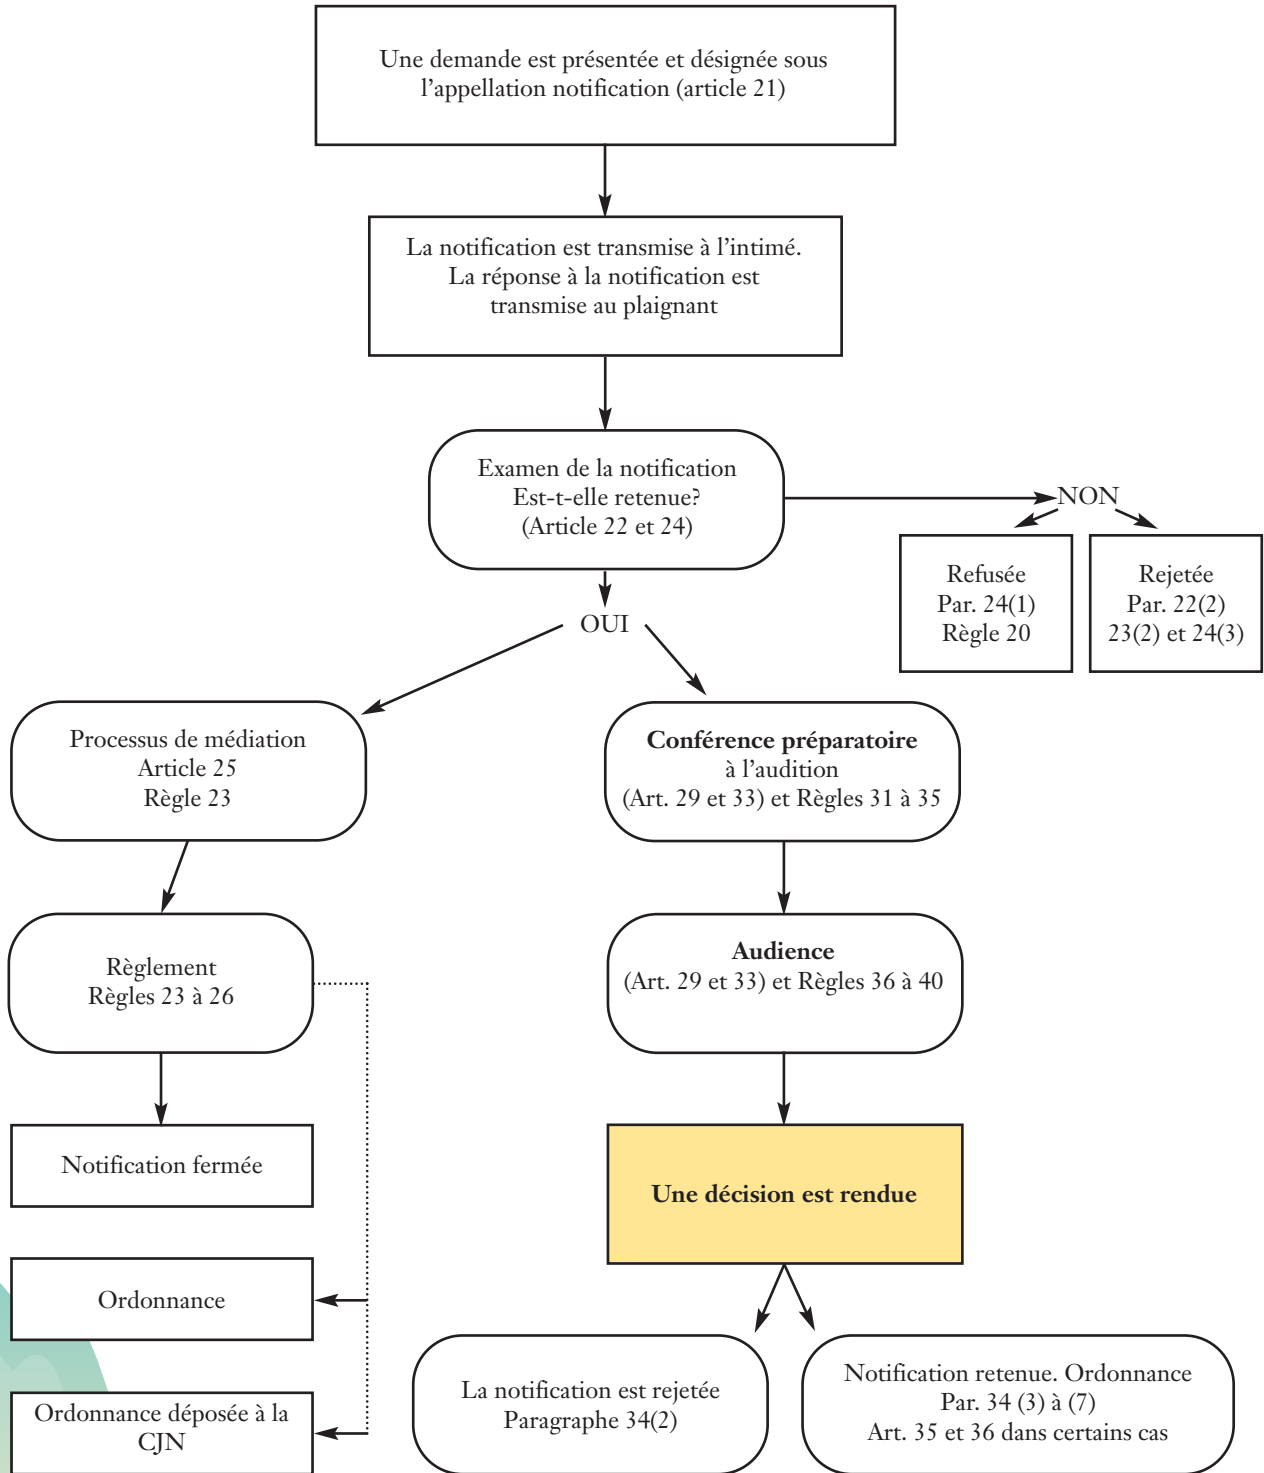 Une demande est présentée et désignée sous
l’appellation notification (article 21)
La notification est transmise à l’intimé.
La réponse à la notification est
transmise au plaignant
Examen de la notification
Est-t-elle retenue?
(Article 22 et 24)
NON
Refusée
Par. 24(1)
Règle 20
Rejetée
Par. 22(2)
23(2) et 24(3)
OUI
Processus de médiation
Article 25
Règle 23
Conférence préparatoire
à l’audition
(Art. 29 et 33) et Règles 31 à 35
Règlement
Règles 23 à 26
Audience
(Art. 29 et 33) et Règles 36 à 40
Notification fermée
Une décision est rendue
Ordonnance
Ordonnance déposée à la
CJN
La notification est rejetée
Paragraphe 34(2)
Notification retenue. Ordonnance
Par. 34 (3) à (7)
Art. 35 et 36 dans certains cas